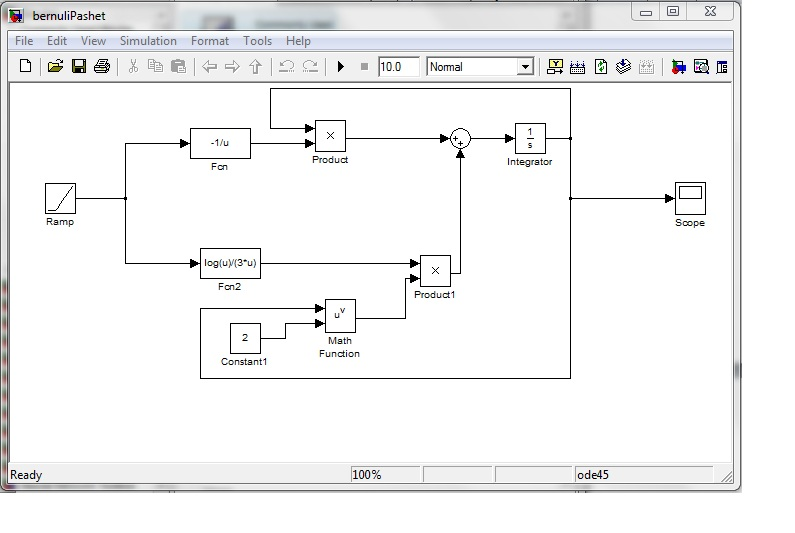 bernuliPashet
File Edit View Simulation Format Tools Help
10.0 Normal
-1/u
Fcn
×
Product
1
s
Integrator
Ramp
Scope
log(u)/(3*u)
Fcn2
×
Product1
u^v
Math
Function
2
Constant1
Ready 100% ode45